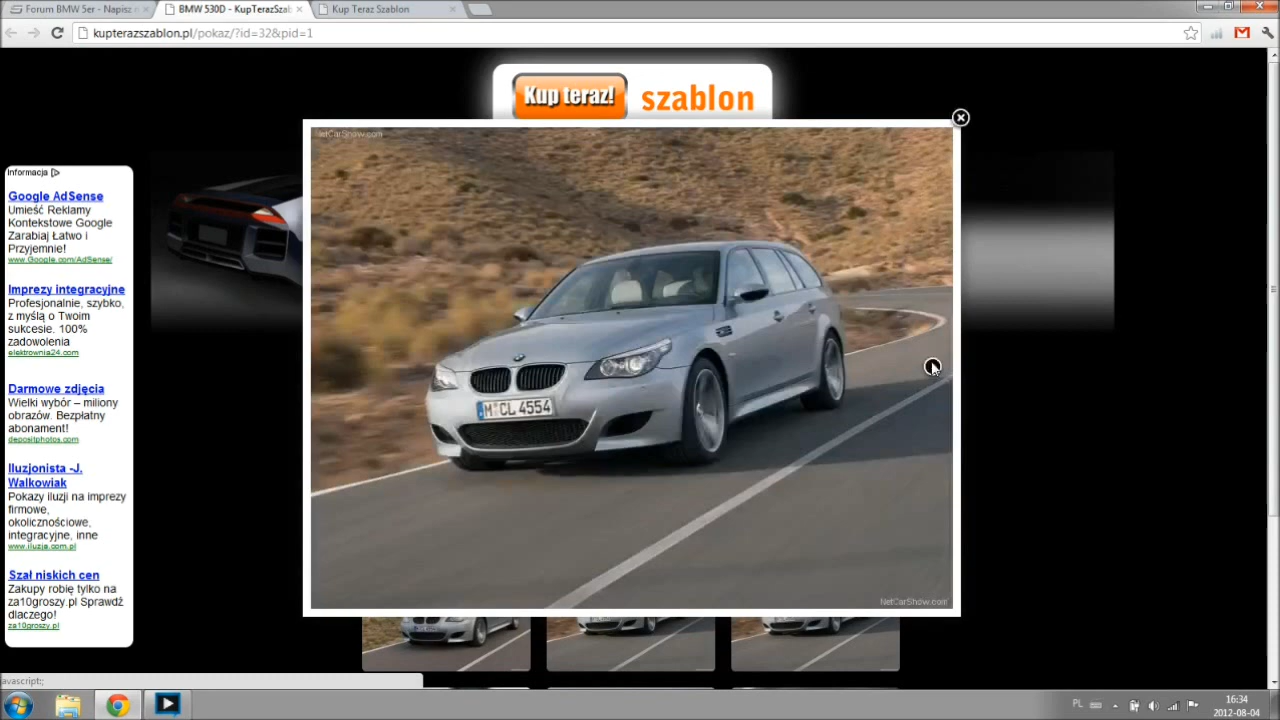 Forum BMW 5er - Napisz
BMW 530D - KupTerazSzab
Kup Teraz Szablon
kupterazszablon.pl/pokaz/?id=32&pid=1
Kup teraz!
szablon
NetCarShow.com
Informacja
Google AdSense
Umieść Reklamy
Kontekstowe Google
Zarabiaj Łatwo i
Przyjemnie!
www.Google.com/AdSense/
Imprezy integracyjne
Profesjonalnie, szybko,
z myślą o Twoim
sukcesie. 100%
zadowolenia
elektrownia24.com
Darmowe zdjęcia
Wielki wybór – miliony
obrazów. Bezpłatny
abonament!
depositphotos.com
Iluzjonista -J.
Walkowiak
Pokazy iluzji na imprezy
firmowe,
okolicznościowe,
integracyjne, inne
www.iluzja.com.pl
Szał niskich cen
Zakupy robię tylko na
za10groszy.pl Sprawdź
dlaczego!
za10groszy.pl
M CL 4554
NetCarShow.com
avascript:;
PL
16:34
2012-08-04